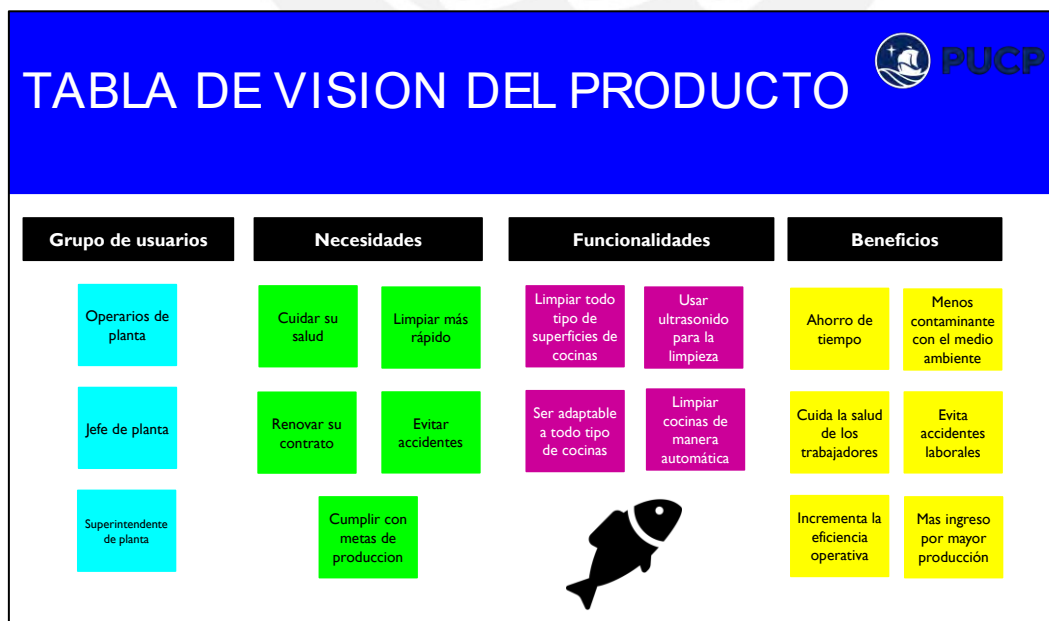 TABLA DE VISION DEL PRODUCTO
PUCP
Grupo de usuarios
Necesidades
Funcionalidades
Beneficios
Operarios de
planta
Jefe de planta
Superintendente
de planta
Cuidar su
salud
Limpiar más
rápido
Renovar su
contrato
Evitar
accidentes
Cumplir con
metas de
produccion
Limpiar todo
tipo de
superficies de
cocinas
Usar
ultrasonido
para la
limpieza
Ser adaptable
a todo tipo
de cocinas
Limpiar
cocinas de
manera
automática
Ahorro de
tiempo
Menos
contaminante
con el medio
ambiente
Cuida la salud
de los
trabajadores
Evita
accidentes
laborales
Incrementa la
eficiencia
operativa
Mas ingreso
por mayor
producción